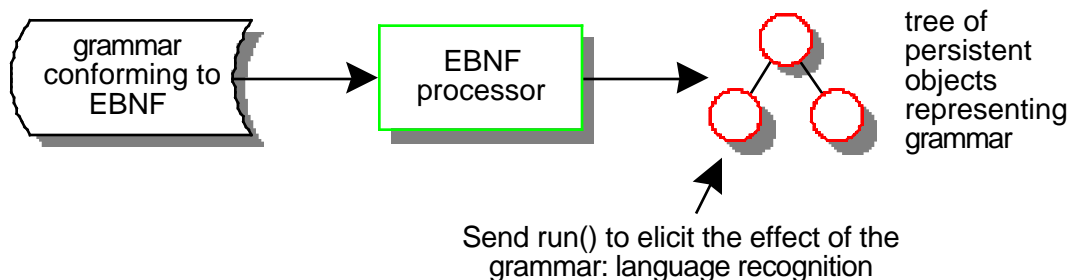 grammar
conforming to
EBNF
EBNF
processor
tree of
persistent
objects
representing
grammar
Send run() to elicit the effect of the
grammar: language recognition